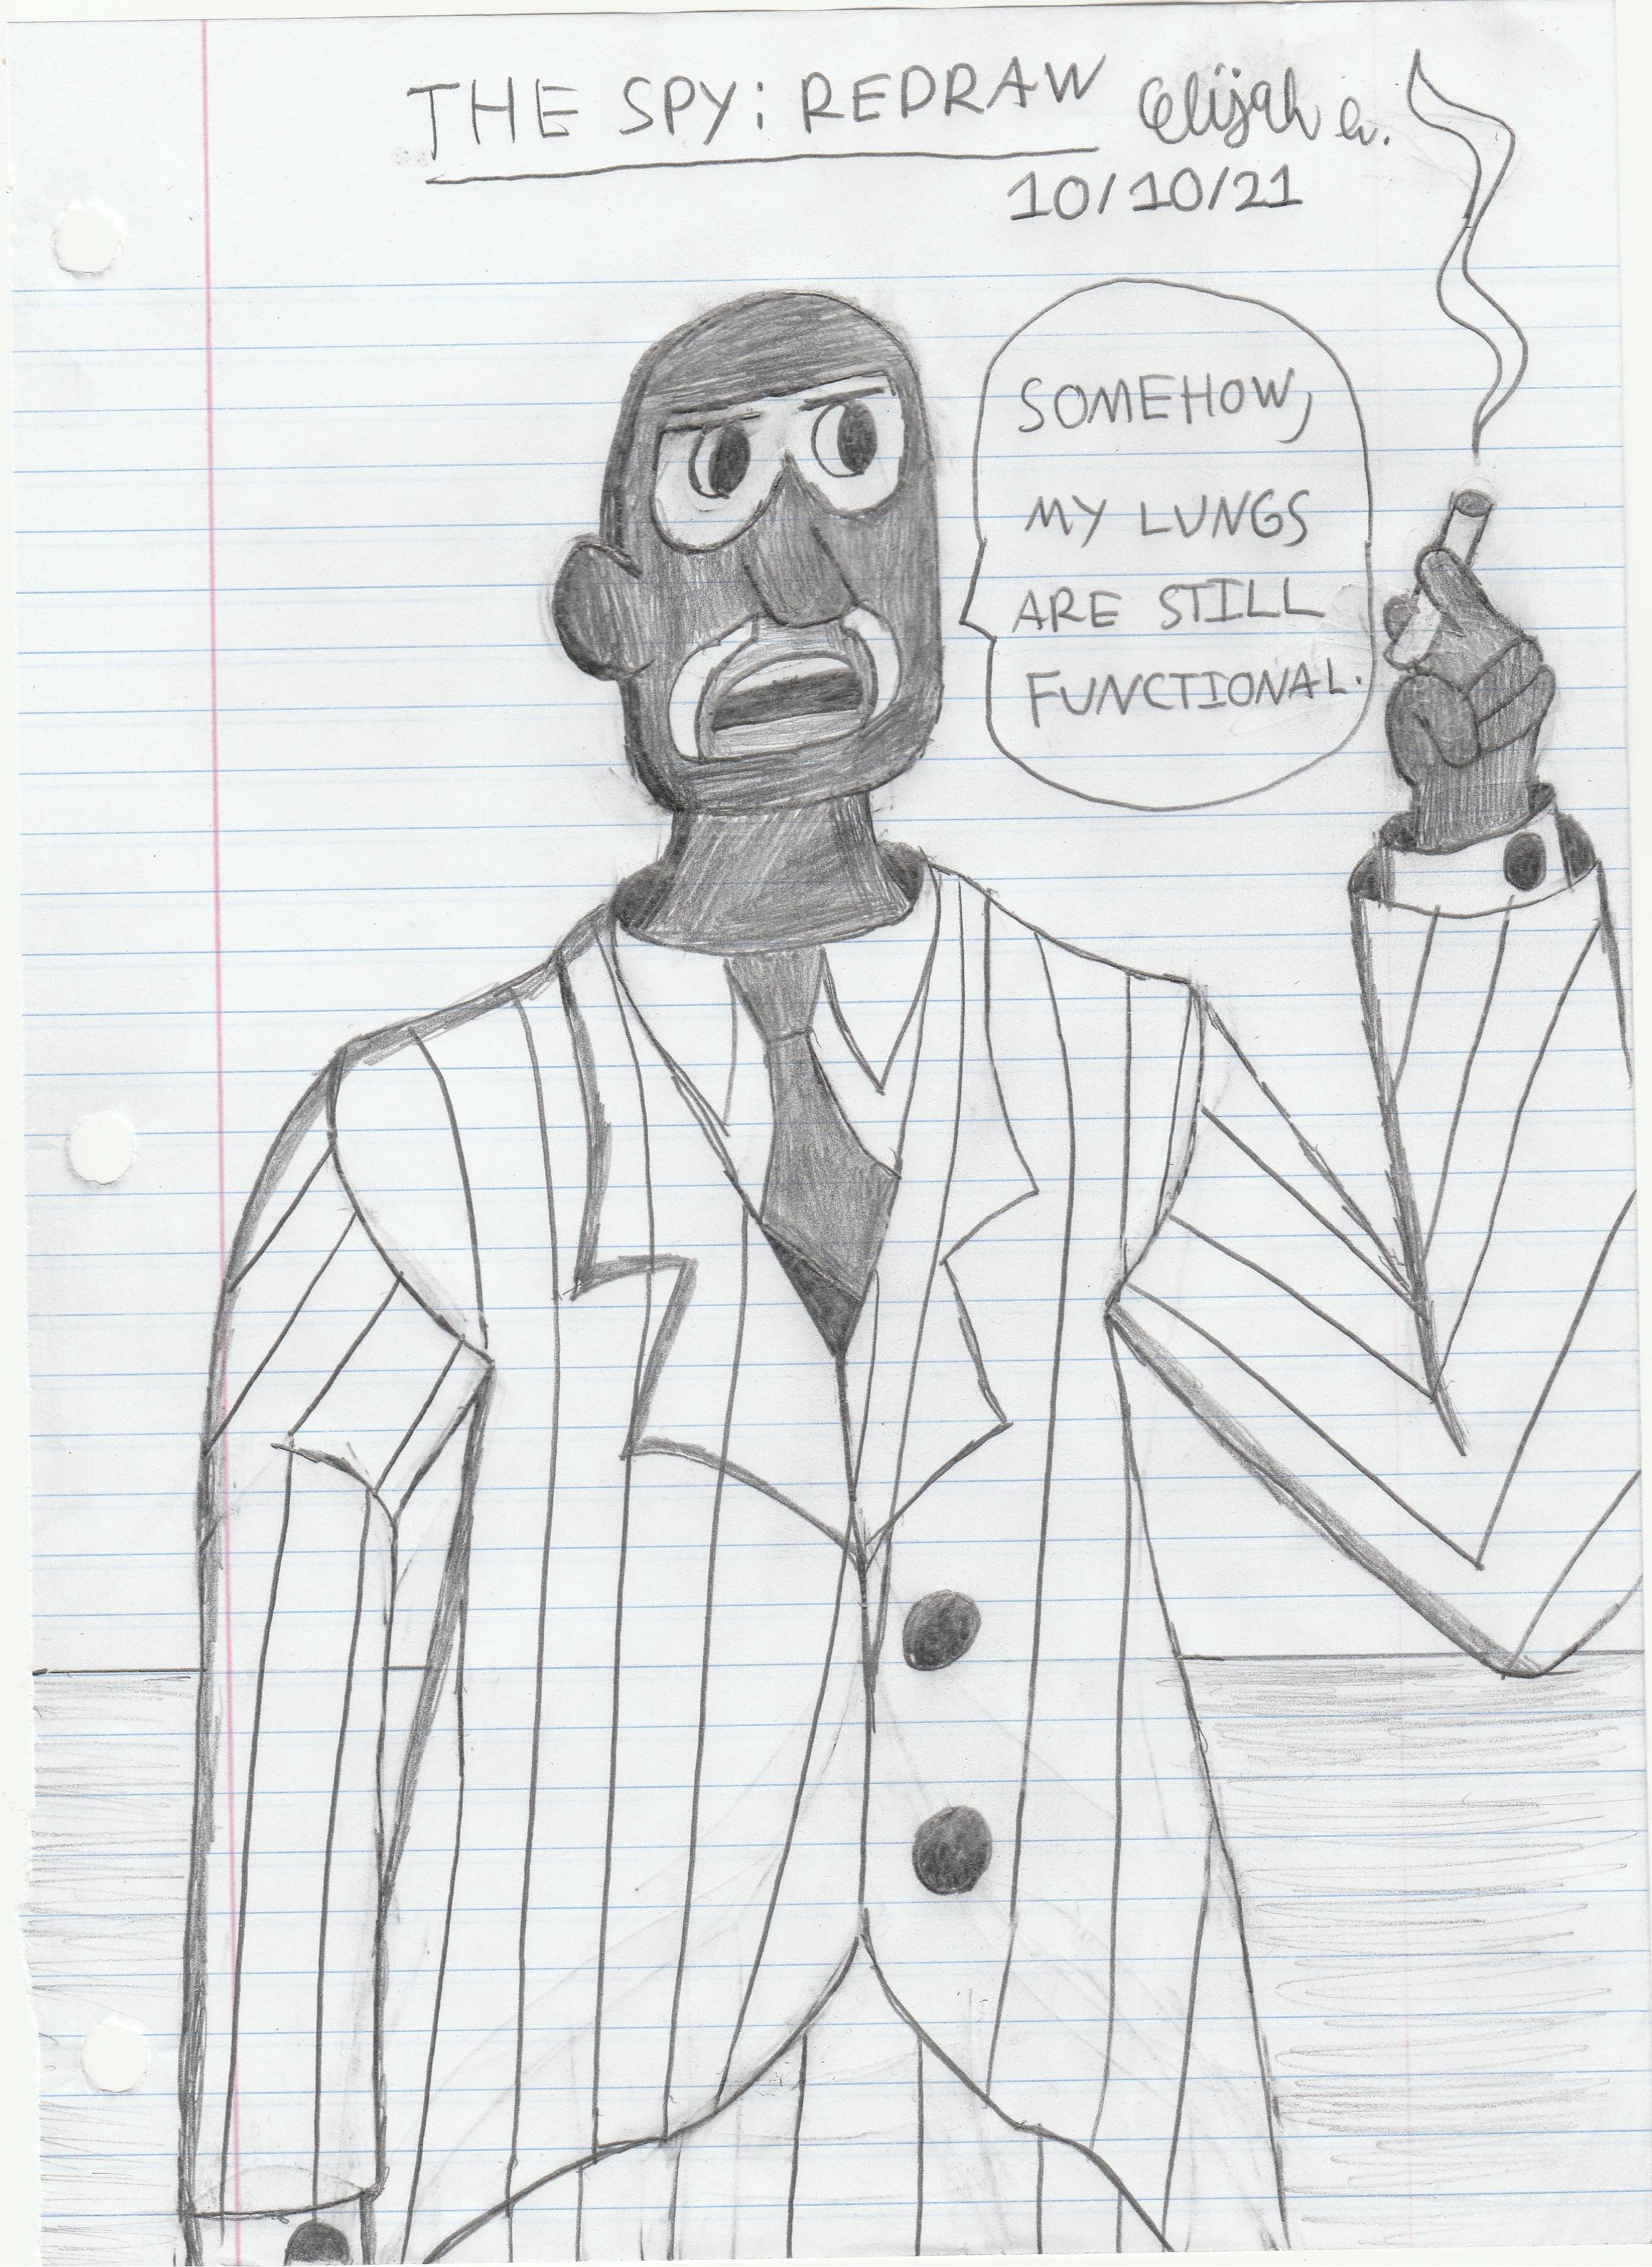 THE SPY: REDRAW Elijah
10/10/21
SOMEHOW,
MY LUNGS
ARE STILL
FUNCTIONAL.